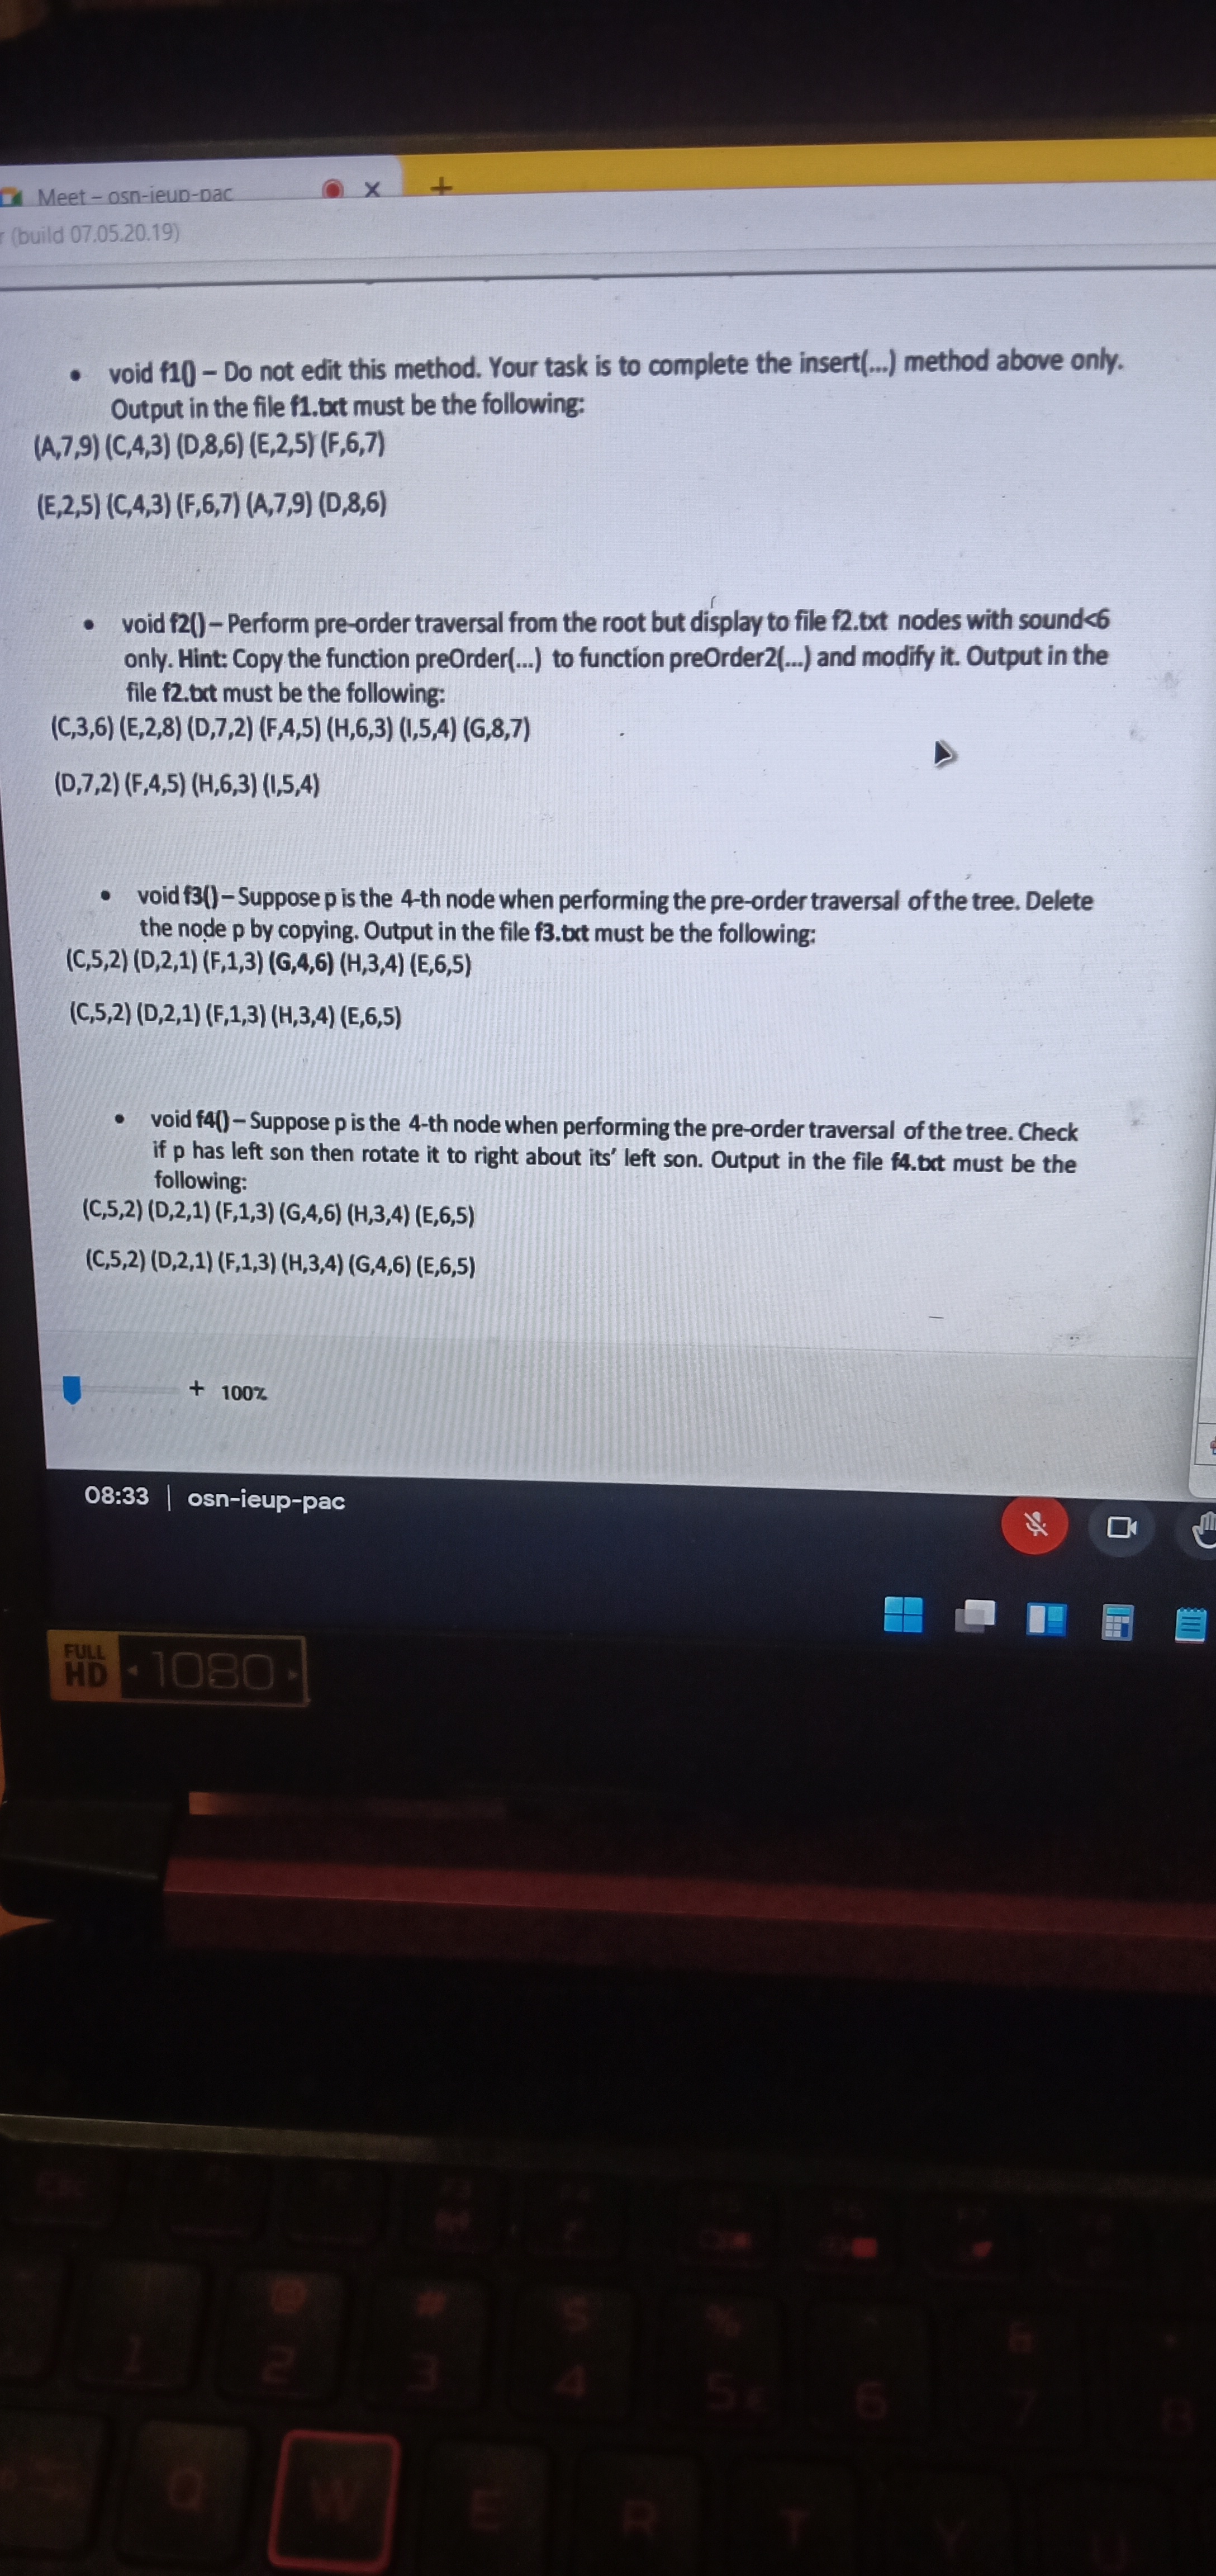 Meet – osn-ieup-pac
r (build 07.05.20.19)
• void f1() – Do not edit this method. Your task is to complete the insert(...) method above only.
Output in the file f1.txt must be the following:
(A,7,9) (C,4,3) (D,8,6) (E,2,5) (F,6,7)
(E,2,5) (C,4,3) (F,6,7) (A,7,9) (D,8,6)
• void f2() – Perform pre-order traversal from the root but display to file f2.txt nodes with sound<6
only. Hint: Copy the function preOrder(...) to function preOrder2(...) and modify it. Output in the
file f2.txt must be the following:
(C,3,6) (E,2,8) (D,7,2) (F,4,5) (H,6,3) (I,5,4) (G,8,7)
(D,7,2) (F,4,5) (H,6,3) (I,5,4)
• void f3() – Suppose p is the 4-th node when performing the pre-order traversal of the tree. Delete
the node p by copying. Output in the file f3.txt must be the following:
(C,5,2) (D,2,1) (F,1,3) (G,4,6) (H,3,4) (E,6,5)
(C,5,2) (D,2,1) (F,1,3) (H,3,4) (E,6,5)
• void f4() – Suppose p is the 4-th node when performing the pre-order traversal of the tree. Check
if p has left son then rotate it to right about its' left son. Output in the file f4.txt must be the
following:
(C,5,2) (D,2,1) (F,1,3) (G,4,6) (H,3,4) (E,6,5)
(C,5,2) (D,2,1) (F,1,3) (H,3,4) (G,4,6) (E,6,5)
+ 100%
08:33 | osn-ieup-pac
FULL
HD 1080
# $ %
1 2 3 4 5 € 6 7 8
Q W E R T Y U